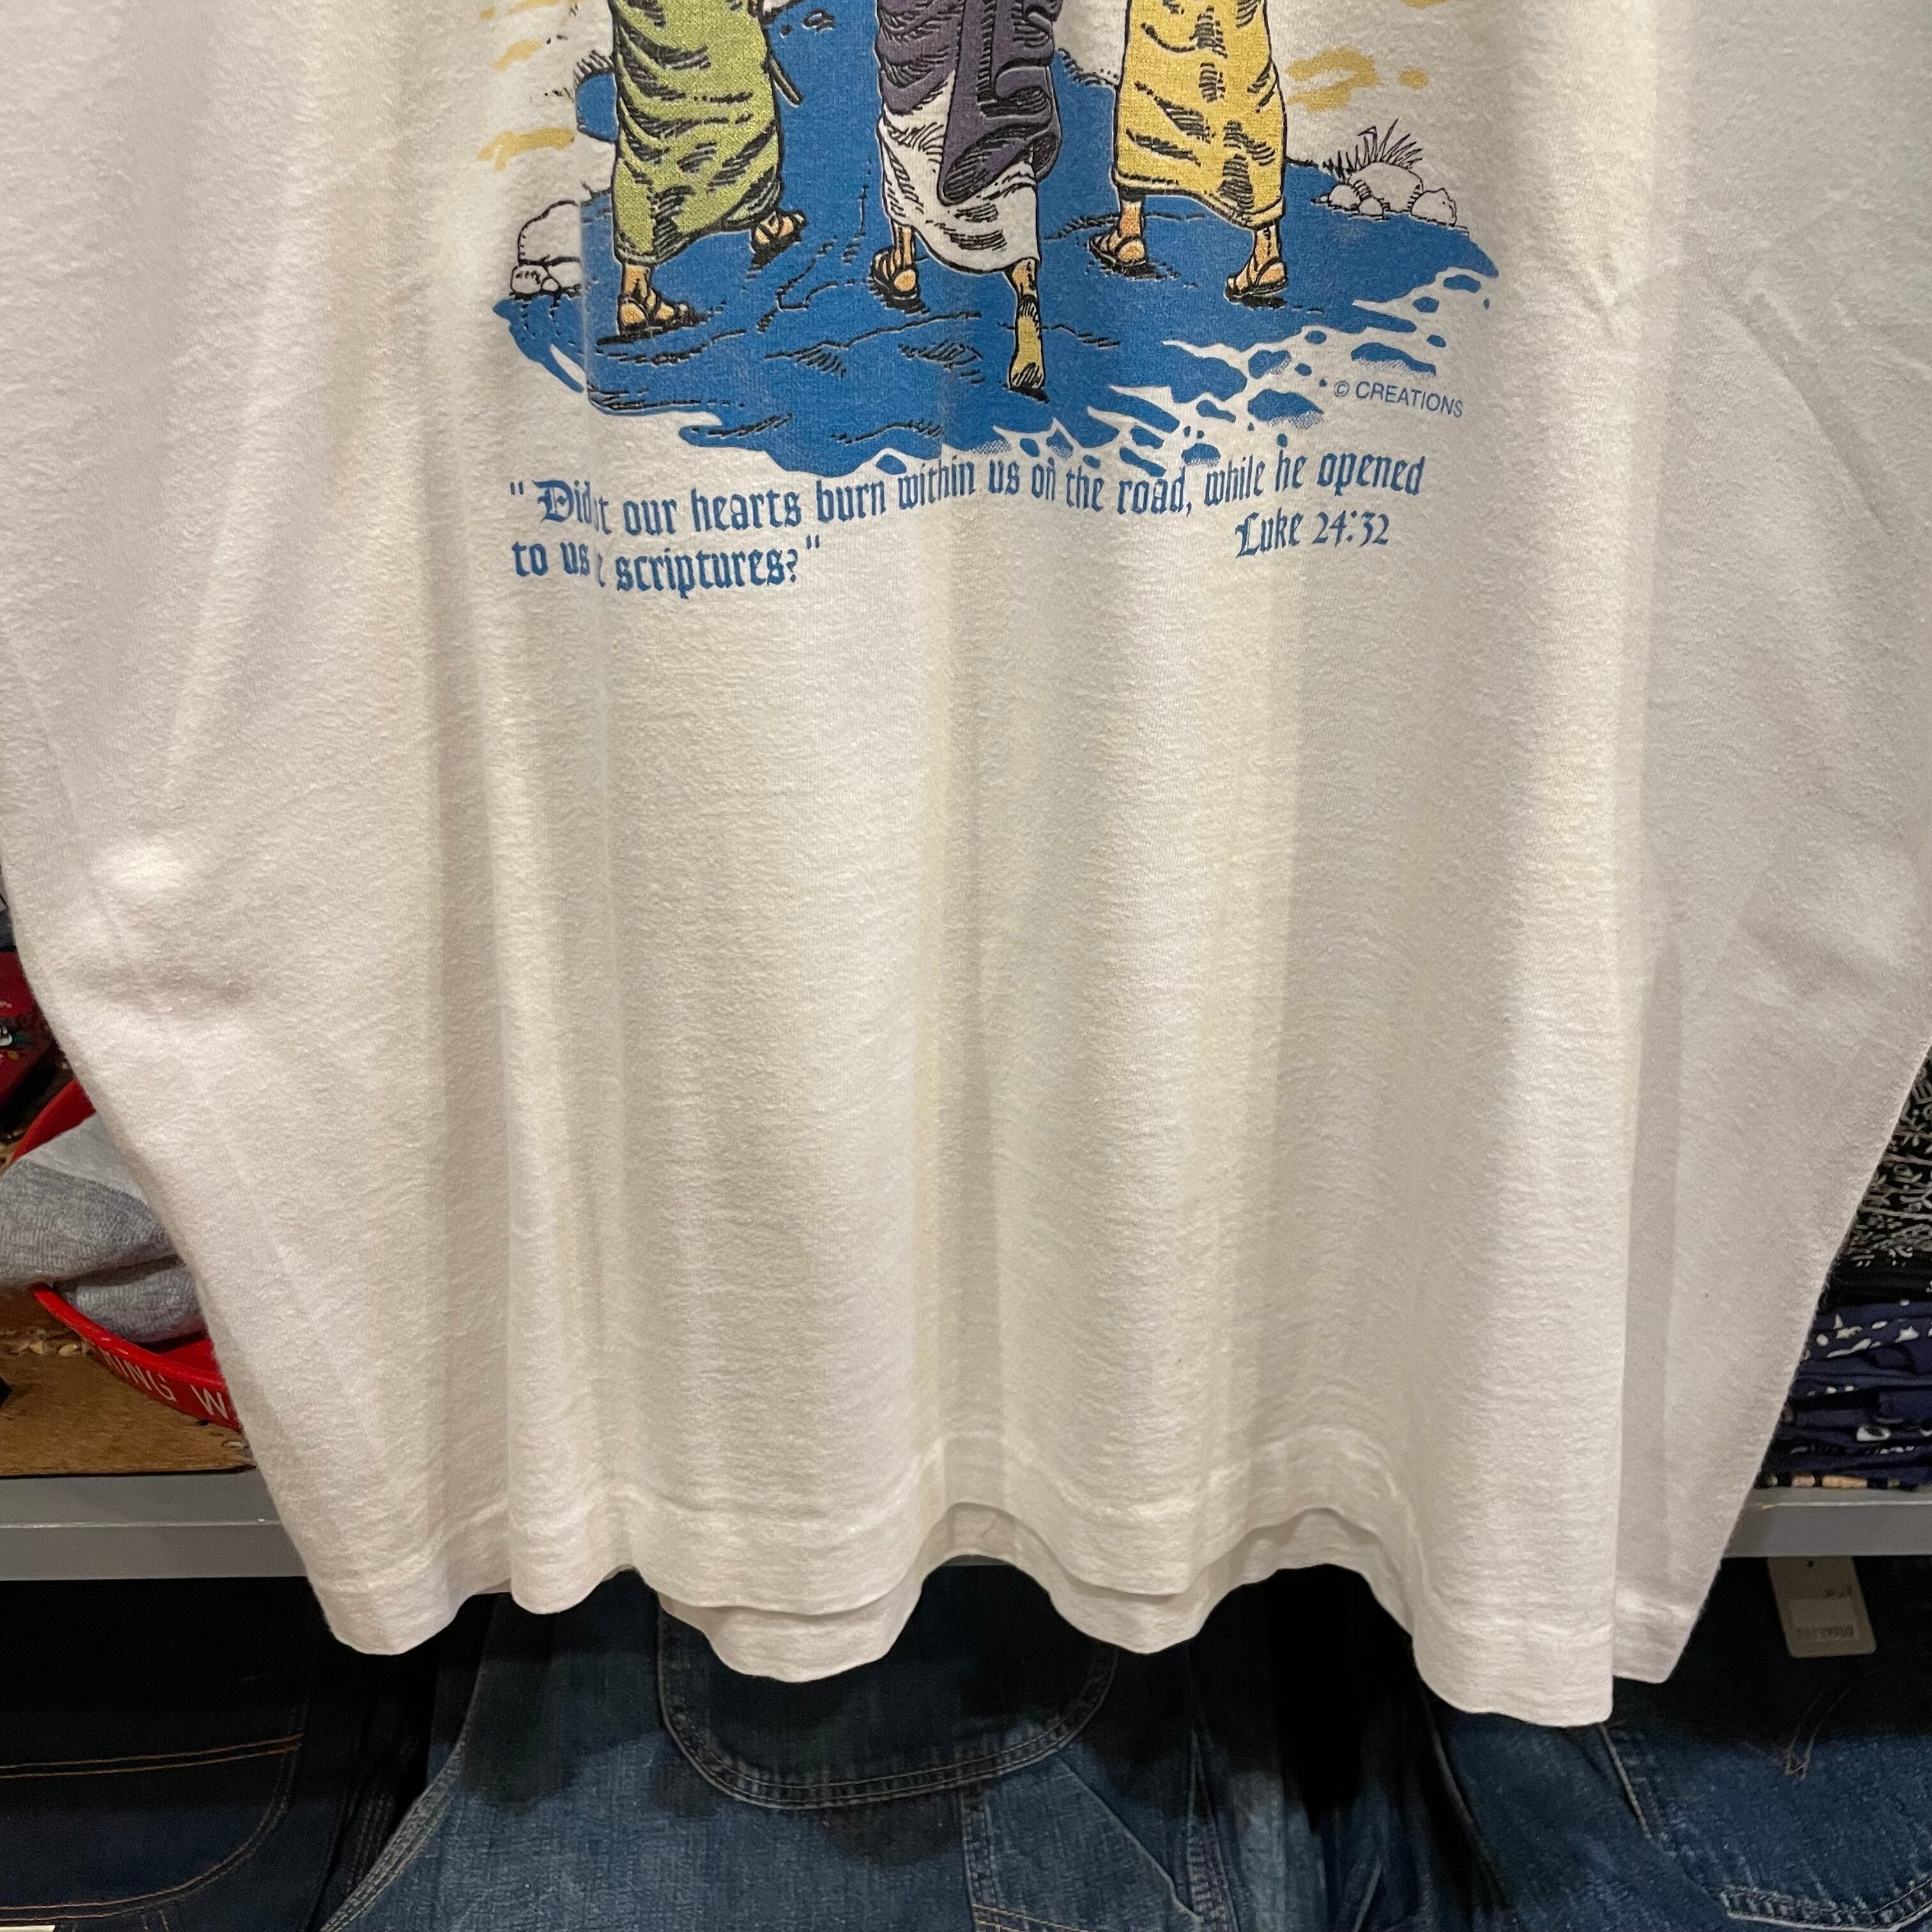 © CREATIONS
"Did t our hearts burn within us on the road, while he opened
to us scriptures?"
Luke 24:32
UNG W